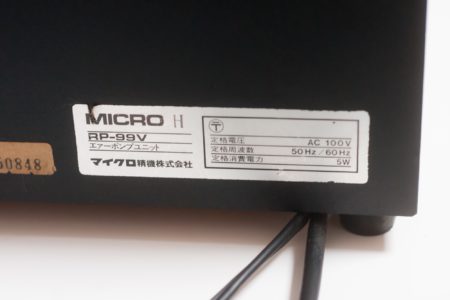 MICRO H
RP-99V
エアーポンプユニット
マイクロ精機株式会社
〒
定格電圧 AC 100V
定格周波数 50Hz/60Hz
定格消費電力 5W
50848